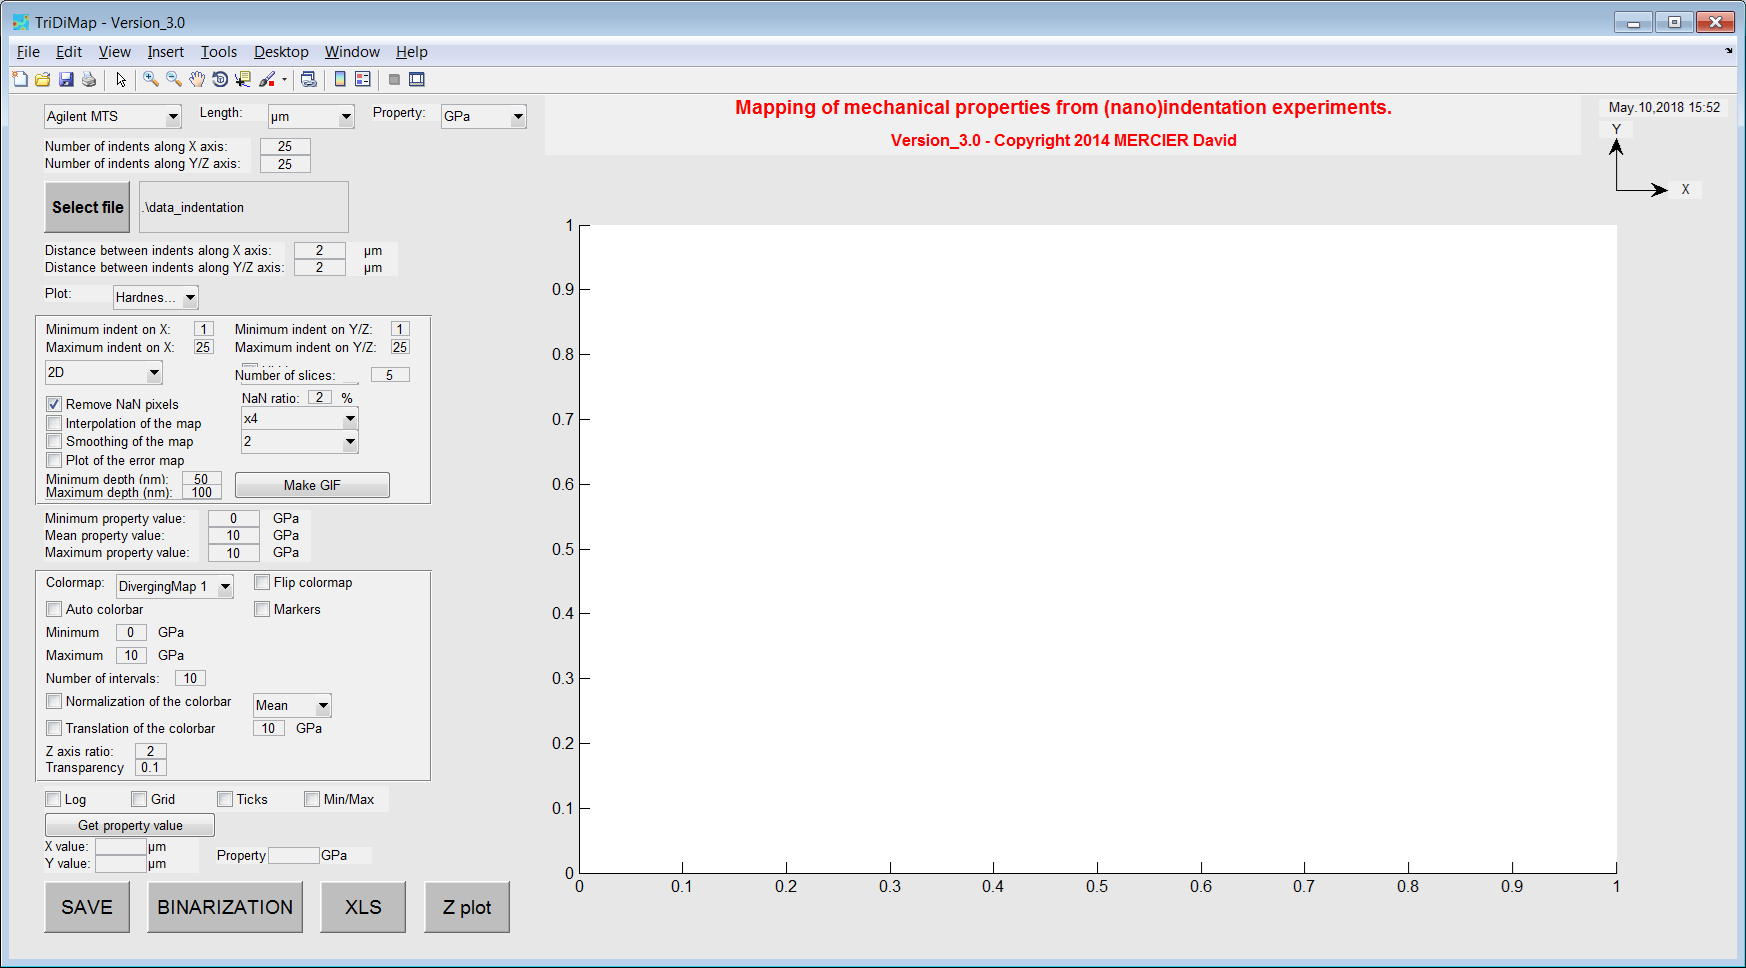 TriDiMap - Version_3.0
File Edit View Insert Tools Desktop Window Help
Agilent MTS Length: µm Property: GPa
Mapping of mechanical properties from (nano)indentation experiments.
Version_3.0 - Copyright 2014 MERCIER David
May.10,2018 15:52
Y
X
Number of indents along X axis: 25
Number of indents along Y/Z axis: 25
Select file .\data_indentation
Distance between indents along X axis: 2 µm
Distance between indents along Y/Z axis: 2 µm
Plot: Hardnes...
Minimum indent on X: 1 Minimum indent on Y/Z: 1
Maximum indent on X: 25 Maximum indent on Y/Z: 25
2D
Number of slices: 5
Remove NaN pixels NaN ratio: 2 %
Interpolation of the map x4
Smoothing of the map 2
Plot of the error map
Minimum depth (nm): 50
Maximum depth (nm): 100
Make GIF
Minimum property value: 0 GPa
Mean property value: 10 GPa
Maximum property value: 10 GPa
Colormap: DivergingMap 1 Flip colormap
Auto colorbar Markers
Minimum 0 GPa
Maximum 10 GPa
Number of intervals: 10
Normalization of the colorbar Mean
Translation of the colorbar 10 GPa
Z axis ratio: 2
Transparency 0.1
Log Grid Ticks Min/Max
Get property value
X value: µm
Y value: µm
Property GPa
SAVE BINARIZATION XLS Z plot
1
0.9
0.8
0.7
0.6
0.5
0.4
0.3
0.2
0.1
0
0 0.1 0.2 0.3 0.4 0.5 0.6 0.7 0.8 0.9 1